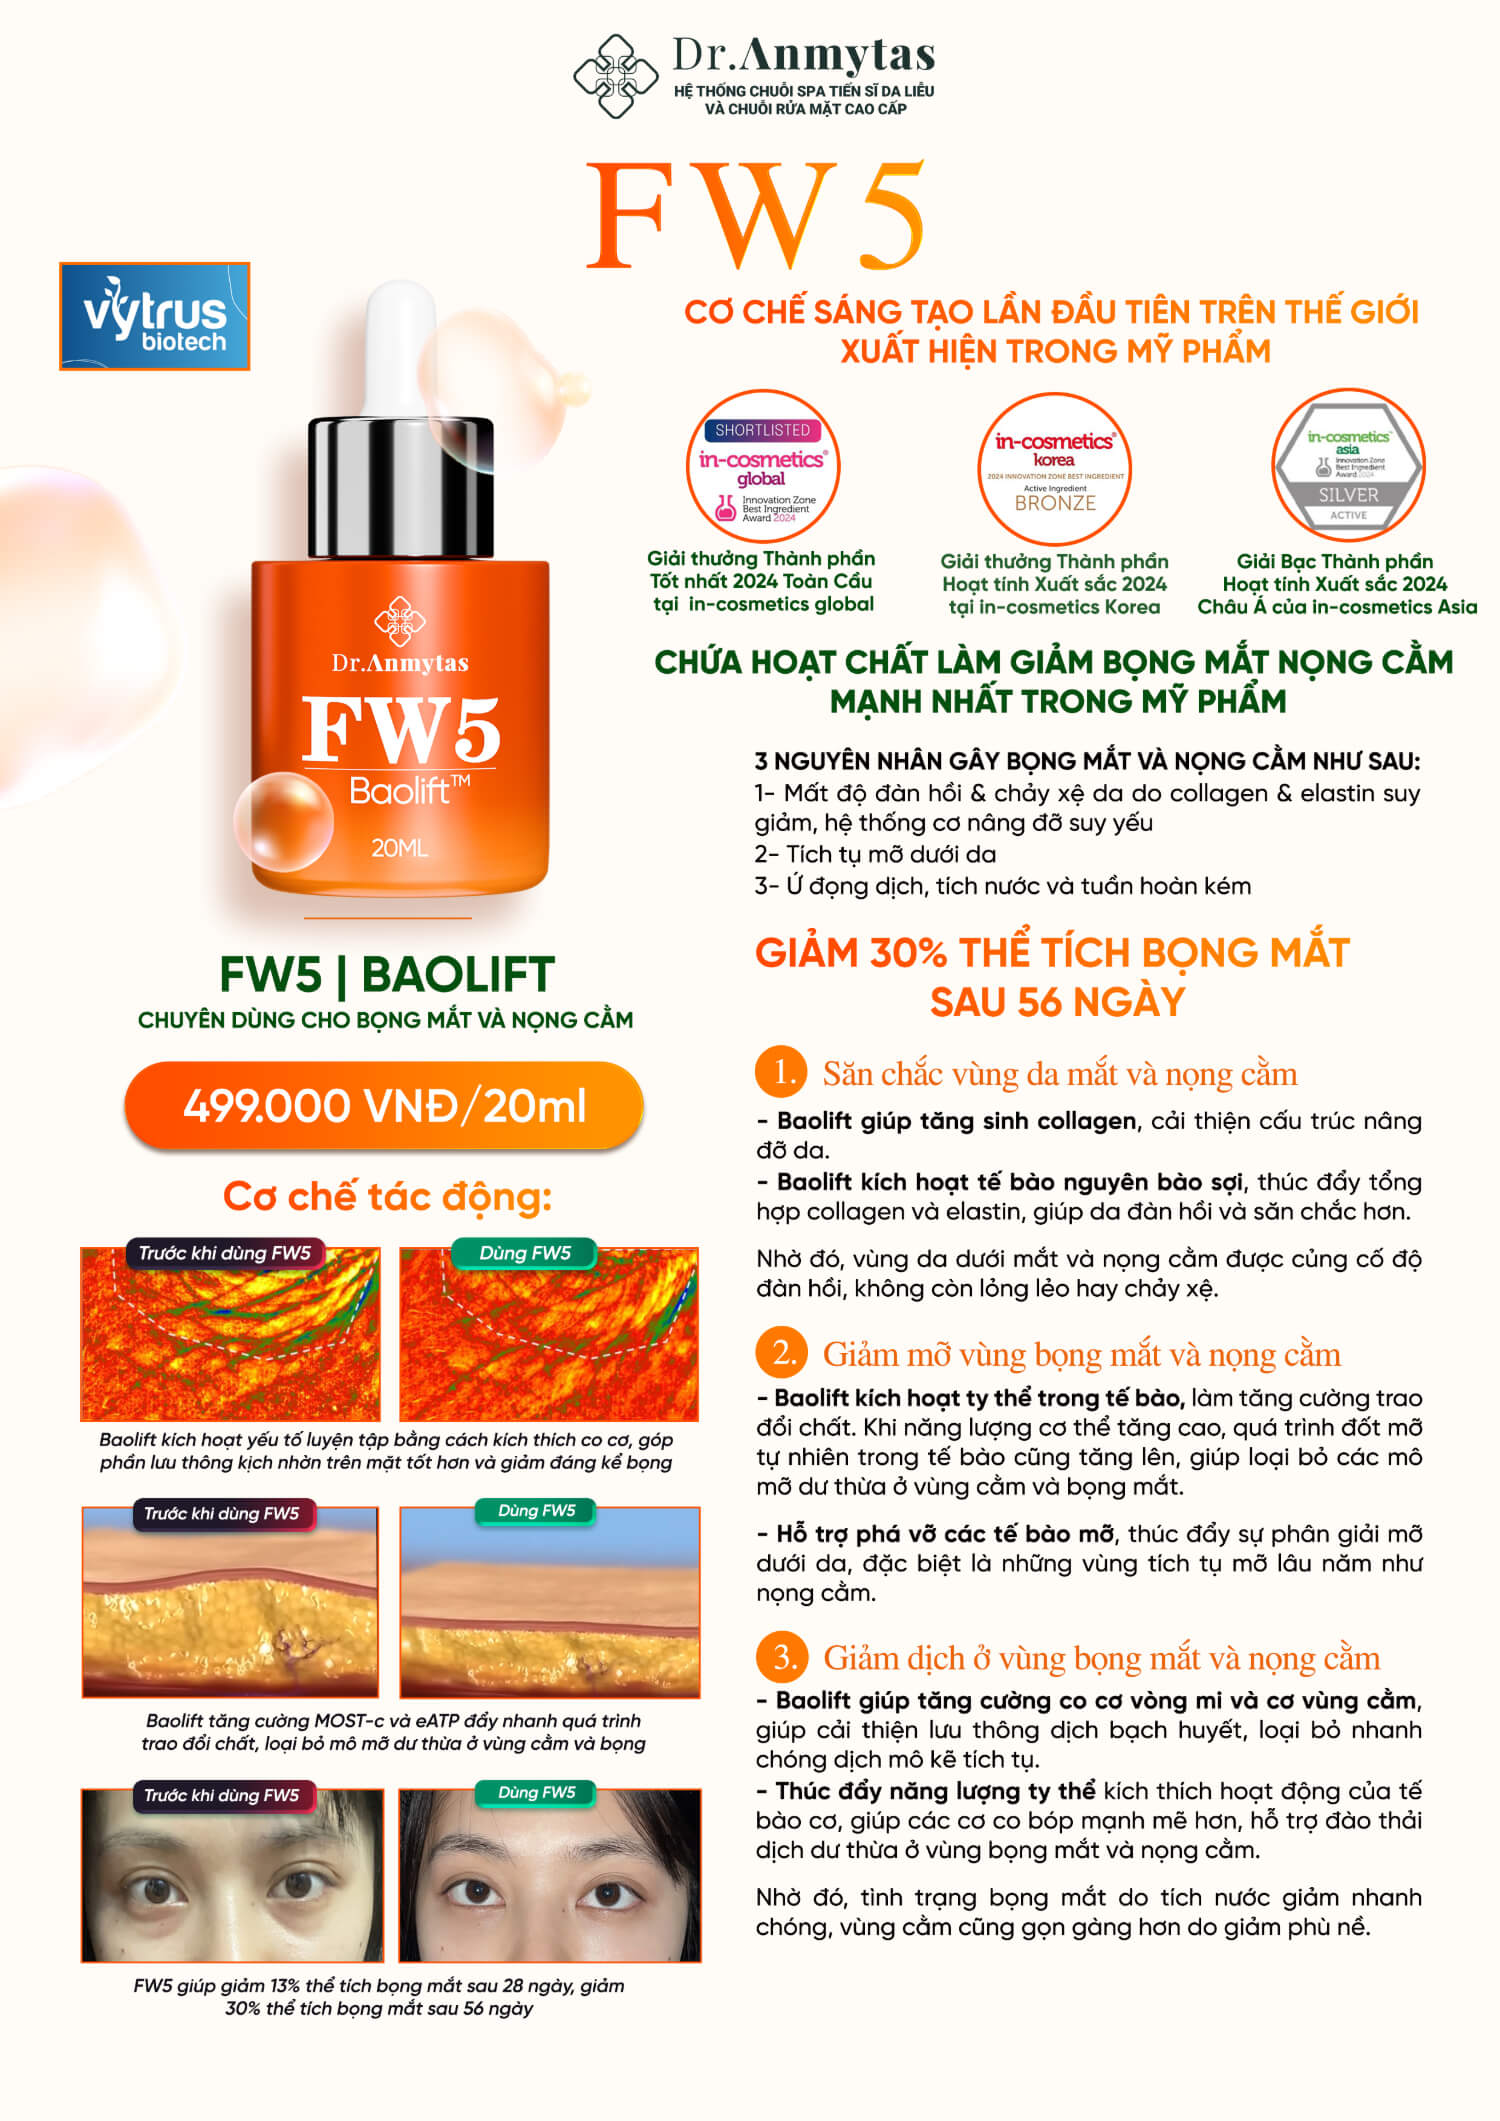 Dr.Anmytas
HỆ THỐNG CHUỖI SPA TIẾN SĨ DA LIỄU
VÀ CHUỖI RỬA MẶT CAO CẤP
FW5
vytrus
biotech
CƠ CHẾ SÁNG TẠO LẦN ĐẦU TIÊN TRÊN THẾ GIỚI
XUẤT HIỆN TRONG MỸ PHẨM
SHORTLISTED
in-cosmetics®
global
Innovation Zone
Best Ingredient
Award 2024
Giải thưởng Thành phần
Tốt nhất 2024 Toàn Cầu
tại in-cosmetics global
in-cosmetics®
korea
2024 INNOVATION ZONE BEST INGREDIENT
Active Ingredient
BRONZE
Giải thưởng Thành phần
Hoạt tính Xuất sắc 2024
tại in-cosmetics Korea
in-cosmetics
asia
Innovation Zone
Best Ingredient
Award 2024
SILVER
ACTIVE
Giải Bạc Thành phần
Hoạt tính Xuất sắc 2024
Châu Á của in-cosmetics Asia
Dr.Anmytas
FW5
Baolift™
20ML
FW5 | BAOLIFT
CHUYÊN DÙNG CHO BỌNG MẮT VÀ NỌNG CẰM
499.000 VNĐ/20ml
Cơ chế tác động:
Trước khi dùng FW5
Dùng FW5
Baolift kích hoạt yếu tố luyện tập bằng cách kích thích co cơ, góp
phần lưu thông kịch nhờn trên mặt tốt hơn và giảm đáng kể bọng
Trước khi dùng FW5
Dùng FW5
Baolift tăng cường MOST-c và eATP đẩy nhanh quá trình
trao đổi chất, loại bỏ mô mỡ dư thừa ở vùng cằm và bọng
Trước khi dùng FW5
Dùng FW5
FW5 giúp giảm 13% thể tích bọng mắt sau 28 ngày, giảm
30% thể tích bọng mắt sau 56 ngày
CHỨA HOẠT CHẤT LÀM GIẢM BỌNG MẮT NỌNG CẰM
MẠNH NHẤT TRONG MỸ PHẨM
3 NGUYÊN NHÂN GÂY BỌNG MẮT VÀ NỌNG CẰM NHƯ SAU:
1- Mất độ đàn hồi & chảy xệ da do collagen & elastin suy
giảm, hệ thống cơ nâng đỡ suy yếu
2- Tích tụ mỡ dưới da
3- Ứ đọng dịch, tích nước và tuần hoàn kém
GIẢM 30% THỂ TÍCH BỌNG MẮT
SAU 56 NGÀY
1. Săn chắc vùng da mắt và nọng cằm
- Baolift giúp tăng sinh collagen, cải thiện cấu trúc nâng
đỡ da.
- Baolift kích hoạt tế bào nguyên bào sợi, thúc đẩy tổng
hợp collagen và elastin, giúp da đàn hồi và săn chắc hơn.
Nhờ đó, vùng da dưới mắt và nọng cằm được củng cố độ
đàn hồi, không còn lỏng lẻo hay chảy xệ.
2. Giảm mỡ vùng bọng mắt và nọng cằm
- Baolift kích hoạt ty thể trong tế bào, làm tăng cường trao
đổi chất. Khi năng lượng cơ thể tăng cao, quá trình đốt mỡ
tự nhiên trong tế bào cũng tăng lên, giúp loại bỏ các mô
mỡ dư thừa ở vùng cằm và bọng mắt.
- Hỗ trợ phá vỡ các tế bào mỡ, thúc đẩy sự phân giải mỡ
dưới da, đặc biệt là những vùng tích tụ mỡ lâu năm như
nọng cằm.
3. Giảm dịch ở vùng bọng mắt và nọng cằm
- Baolift giúp tăng cường co cơ vòng mi và cơ vùng cằm,
giúp cải thiện lưu thông dịch bạch huyết, loại bỏ nhanh
chóng dịch mô kẽ tích tụ.
- Thúc đẩy năng lượng ty thể kích thích hoạt động của tế
bào cơ, giúp các cơ co bóp mạnh mẽ hơn, hỗ trợ đào thải
dịch dư thừa ở vùng bọng mắt và nọng cằm.
Nhờ đó, tình trạng bọng mắt do tích nước giảm nhanh
chóng, vùng cằm cũng gọn gàng hơn do giảm phù nề.